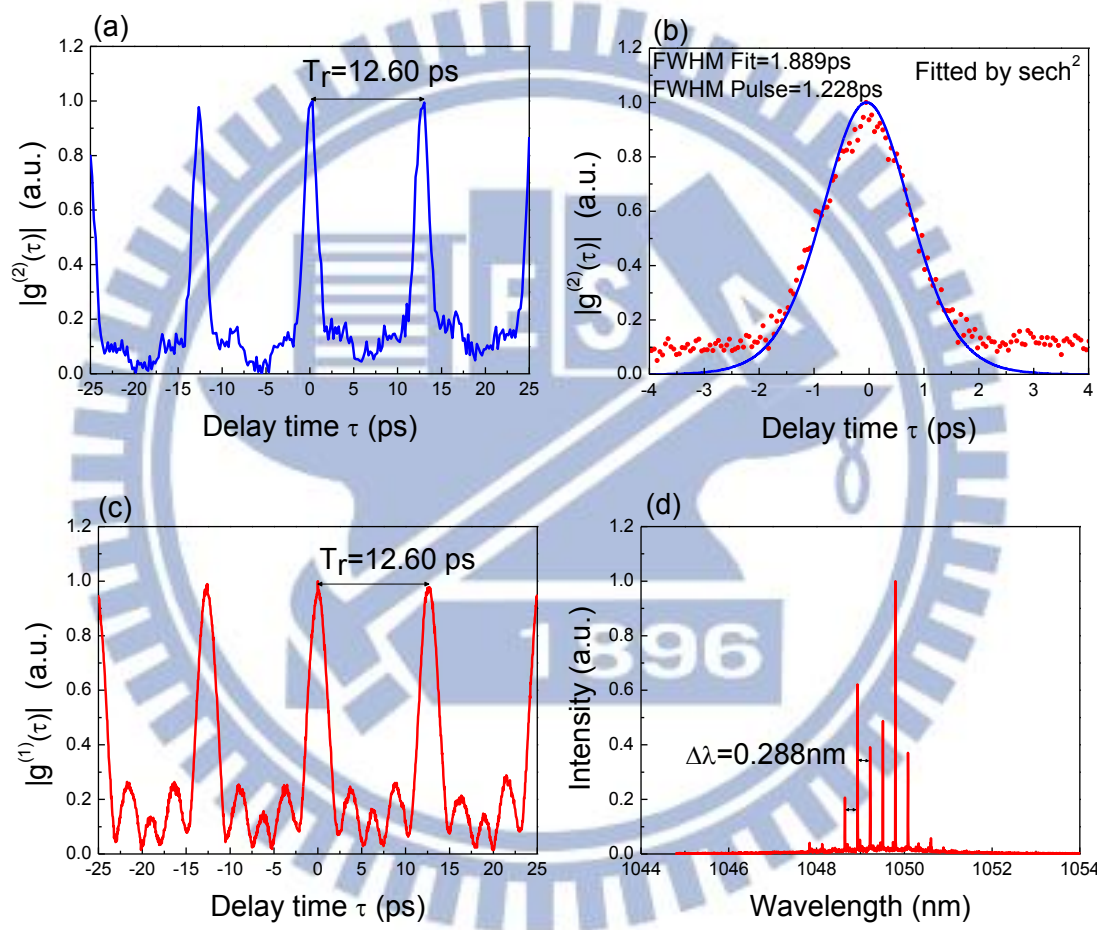 (a)
1.2
1.0
0.8
0.6
0.4
0.2
0.0
-25 -20 -15 -10 -5 0 5 10 15 20 25
|g(2)(τ)| (a.u.)
Delay time τ (ps)
Tr=12.60 ps
(b)
FWHM Fit=1.889ps
FWHM Pulse=1.228ps
Fitted by sech2
1.2
1.0
0.8
0.6
0.4
0.2
0.0
-4 -3 -2 -1 0 1 2 3 4
|g(2)(τ)| (a.u.)
Delay time τ (ps)
(c)
1.2
1.0
0.8
0.6
0.4
0.2
0.0
-25 -20 -15 -10 -5 0 5 10 15 20 25
|g(1)(τ)| (a.u.)
Delay time τ (ps)
Tr=12.60 ps
(d)
1.2
1.0
0.8
0.6
0.4
0.2
0.0
1044 1046 1048 1050 1052 1054
Intensity (a.u.)
Wavelength (nm)
Δλ=0.288nm
E S A
1896